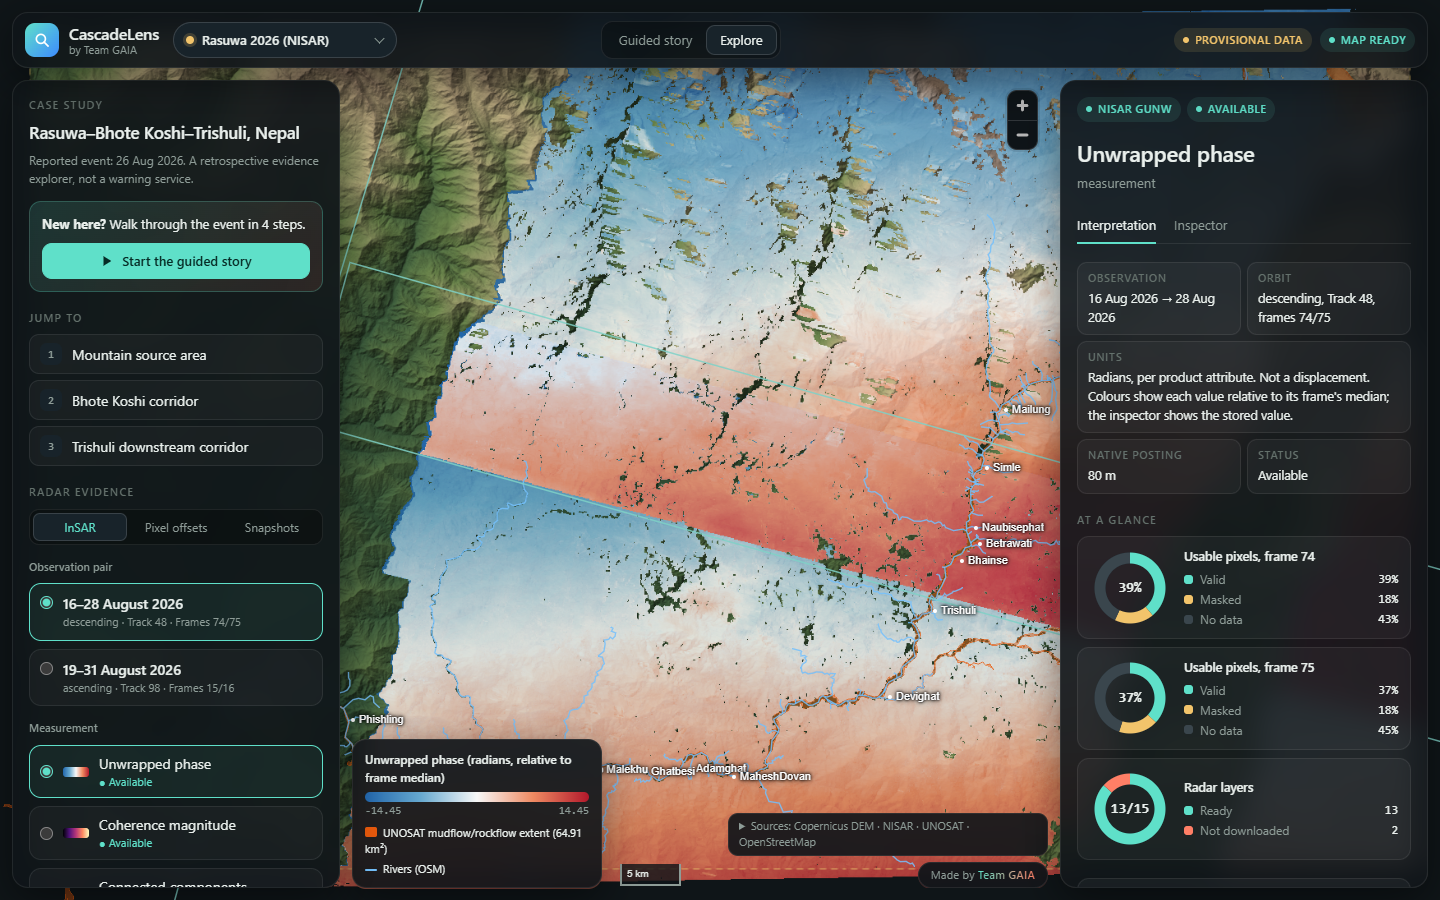 CascadeLens
by Team GAIA
Rasuwa 2026 (NISAR)
Guided story
Explore
PROVISIONAL DATA
MAP READY
CASE STUDY
Rasuwa–Bhote Koshi–Trishuli, Nepal
Reported event: 26 Aug 2026. A retrospective evidence
explorer, not a warning service.
New here? Walk through the event in 4 steps.
Start the guided story
JUMP TO
1 Mountain source area
2 Bhote Koshi corridor
3 Trishuli downstream corridor
RADAR EVIDENCE
InSAR
Pixel offsets
Snapshots
Observation pair
16–28 August 2026
descending · Track 48 · Frames 74/75
19–31 August 2026
ascending · Track 98 · Frames 15/16
Measurement
Unwrapped phase
Available
Coherence magnitude
Available
Connected components
+
−
Mailung
Simle
Naubisephat
Betrawati
Bhainse
Trishuli
Devighat
Phishling
Malekhu
Ghatbesi
Adamghat
MaheshDovan
Unwrapped phase (radians, relative to
frame median)
-14.45
14.45
UNOSAT mudflow/rockflow extent (64.91
km²)
Rivers (OSM)
5 km
Sources: Copernicus DEM · NISAR · UNOSAT ·
OpenStreetMap
Made by Team GAIA
NISAR GUNW
AVAILABLE
Unwrapped phase
measurement
Interpretation
Inspector
OBSERVATION
16 Aug 2026 → 28 Aug
2026
ORBIT
descending, Track 48,
frames 74/75
UNITS
Radians, per product attribute. Not a displacement.
Colours show each value relative to its frame's median;
the inspector shows the stored value.
NATIVE POSTING
80 m
STATUS
Available
AT A GLANCE
39%
Usable pixels, frame 74
Valid 39%
Masked 18%
No data 43%
37%
Usable pixels, frame 75
Valid 37%
Masked 18%
No data 45%
13/15
Radar layers
Ready 13
Not downloaded 2